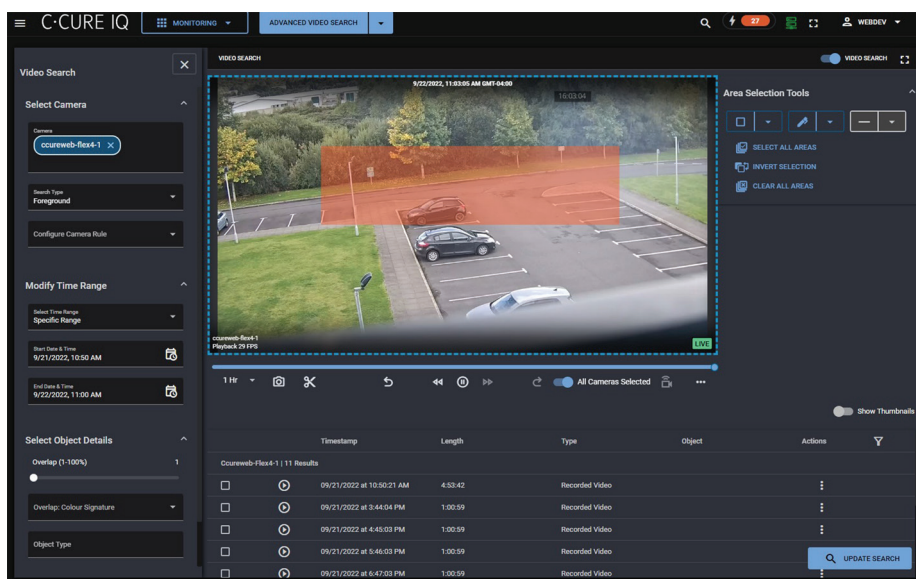 C·CURE IQ
MONITORING
ADVANCED VIDEO SEARCH
27
WEBDEV
Video Search
Select Camera
Camera
ccureweb-flex4-1
Search Type
Foreground
Configure Camera Rule
Modify Time Range
Select Time Range
Specific Range
Start Date & Time
9/21/2022, 10:50 AM
End Date & Time
9/22/2022, 11:00 AM
Select Object Details
Overlap (1-100%) 1
Overlap: Colour Signature
Object Type
VIDEO SEARCH
VIDEO SEARCH
9/22/2022, 11:03:05 AM GMT-04:00
16:03:04
ccureweb-flex4-1
Playback 29 FPS
LIVE
Area Selection Tools
SELECT ALL AREAS
INVERT SELECTION
CLEAR ALL AREAS
1 Hr
All Cameras Selected
Show Thumbnails
Timestamp Length Type Object Actions
Ccureweb-Flex4-1 | 11 Results
09/21/2022 at 10:50:21 AM 4:53:42 Recorded Video
09/21/2022 at 3:44:04 PM 1:00:59 Recorded Video
09/21/2022 at 4:45:03 PM 1:00:59 Recorded Video
09/21/2022 at 5:46:03 PM 1:00:59 Recorded Video
09/21/2022 at 6:47:03 PM 1:00:59 Recorded Video
UPDATE SEARCH